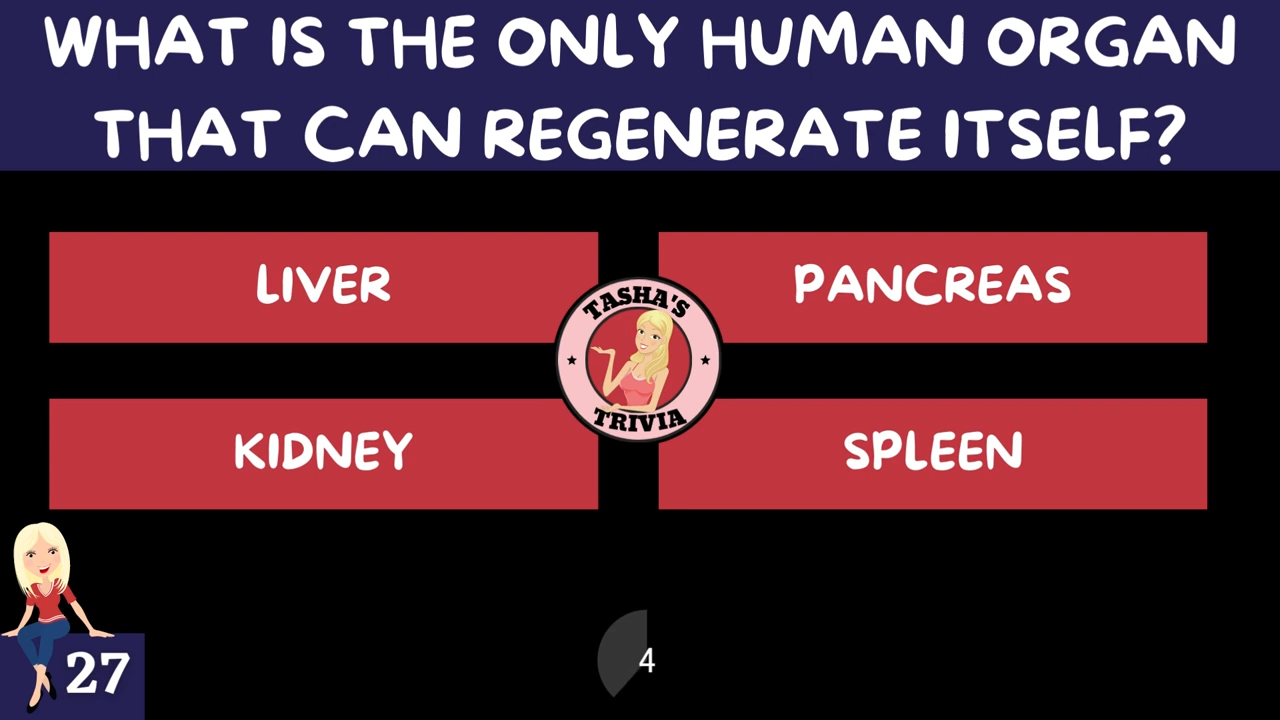 WHAT IS THE ONLY HUMAN ORGAN
THAT CAN REGENERATE ITSELF?
LIVER
PANCREAS
TASHA'S
TRIVIA
KIDNEY
SPLEEN
27
4